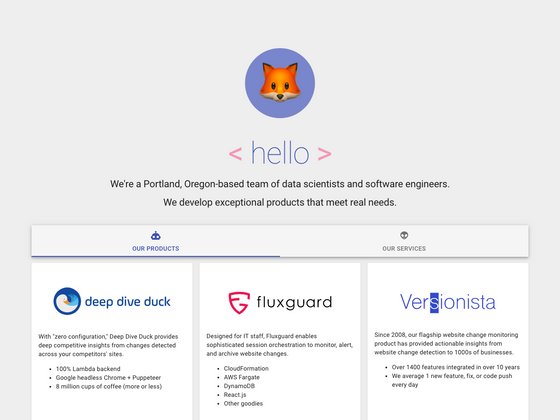 < hello >
We're a Portland, Oregon-based team of data scientists and software engineers.
We develop exceptional products that meet real needs.
OUR PRODUCTS
OUR SERVICES
deep dive duck
With "zero configuration," Deep Dive Duck provides
deep competitive insights from changes detected
across your competitors' sites.
• 100% Lambda backend
• Google headless Chrome + Puppeteer
• 8 million cups of coffee (more or less)
fluxguard
Designed for IT staff, Fluxguard enables
sophisticated session orchestration to monitor, alert,
and archive website changes.
• CloudFormation
• AWS Fargate
• DynamoDB
• React.js
• Other goodies
Versionista
Since 2008, our flagship website change monitoring
product has provided actionable insights from
website change detection to 1000s of businesses.
• Over 1400 features integrated in over 10 years
• We average 1 new feature, fix, or code push
every day